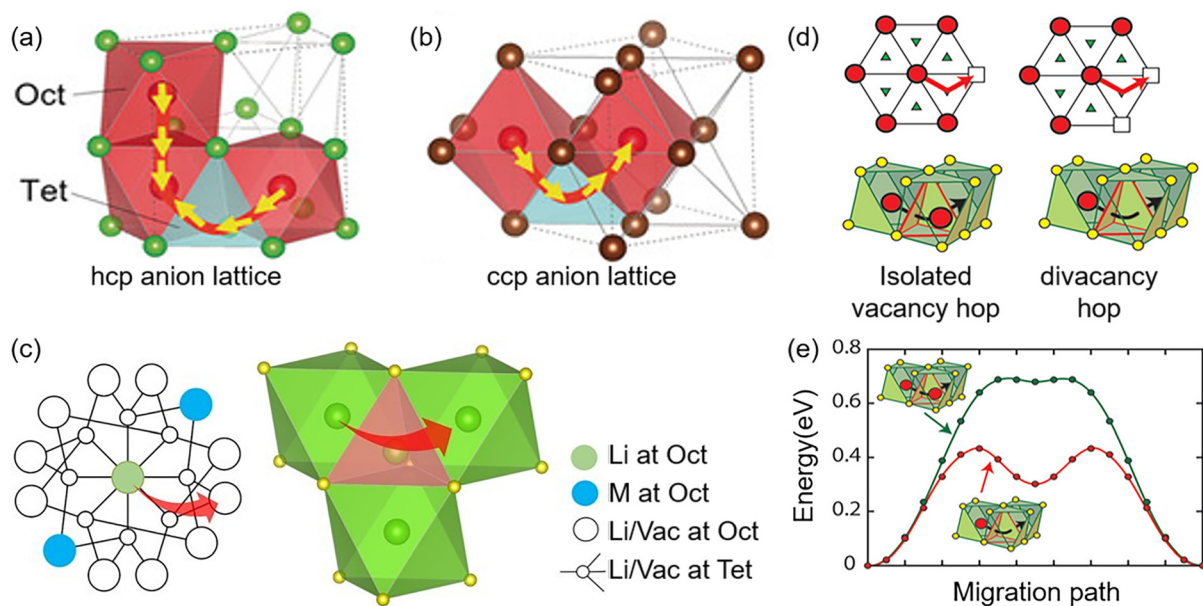 (a)
Oct
Tet
hcp anion lattice
(b)
ccp anion lattice
(d)
Isolated
vacancy hop
divacancy
hop
(c)
Li at Oct
M at Oct
Li/Vac at Oct
Li/Vac at Tet
(e)
0.8
0.6
0.4
0.2
0
Energy(eV)
Migration path